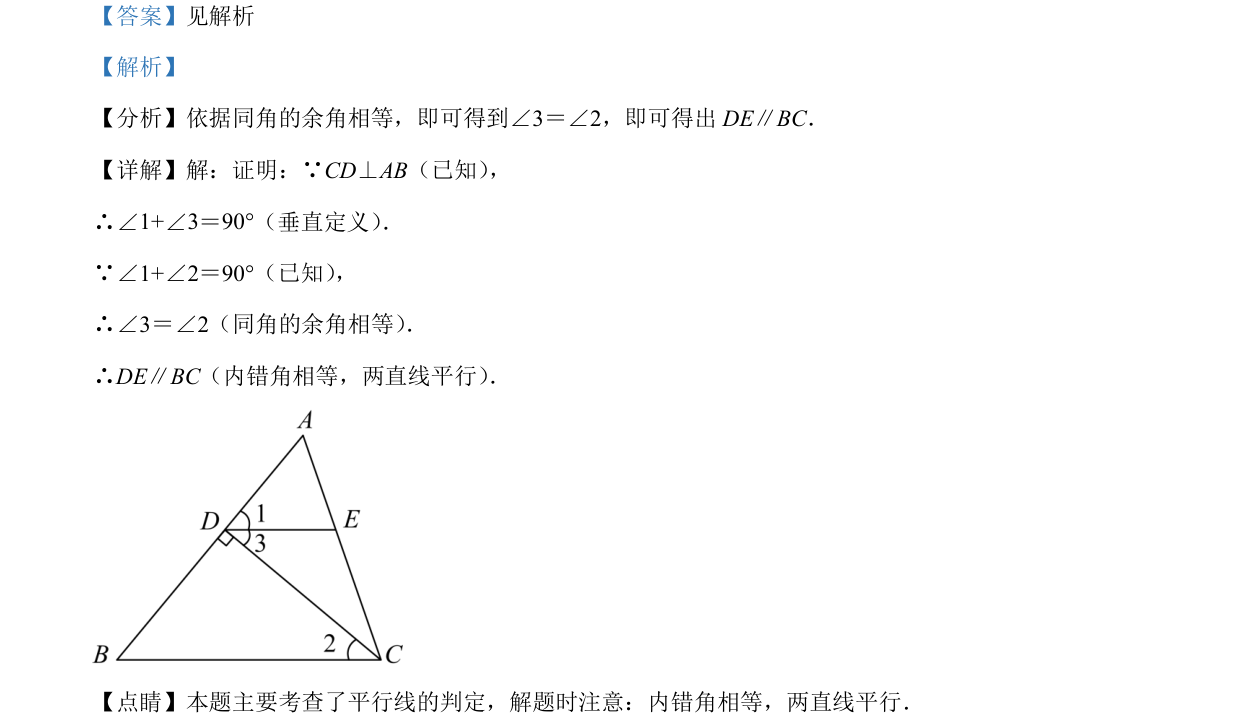 【答案】见解析
【解析】
【分析】依据同角的余角相等，即可得到∠3＝∠2，即可得出 DE∥BC．
【详解】解：证明：∵CD⊥AB（已知），
∴∠1+∠3＝90°（垂直定义）．
∵∠1+∠2＝90°（已知），
∴∠3＝∠2（同角的余角相等）．
∴DE∥BC（内错角相等，两直线平行）．
A
D 1 E
3
B 2 C
【点睛】本题主要考查了平行线的判定，解题时注意：内错角相等，两直线平行．